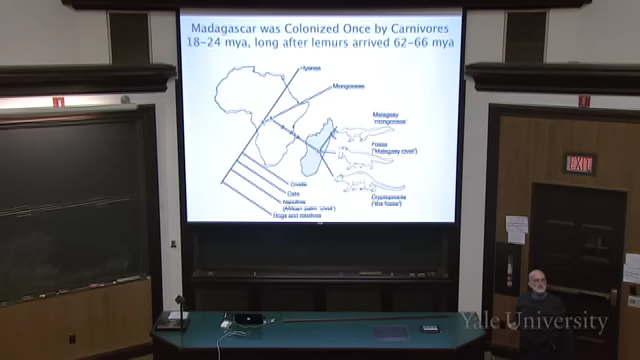 Madagascar was Colonized Once by Carnivores
18-24 mya, long after lemurs arrived 62-66 mya
Hyenas
Mongooses
Malagasy
'mongooses'
Fossa
('Malagasy civet')
Civets
Cats
Nandinia
(African palm 'civet')
Dogs and relatives
Cryptoprocta
('the fossa')
EXIT
Yale University